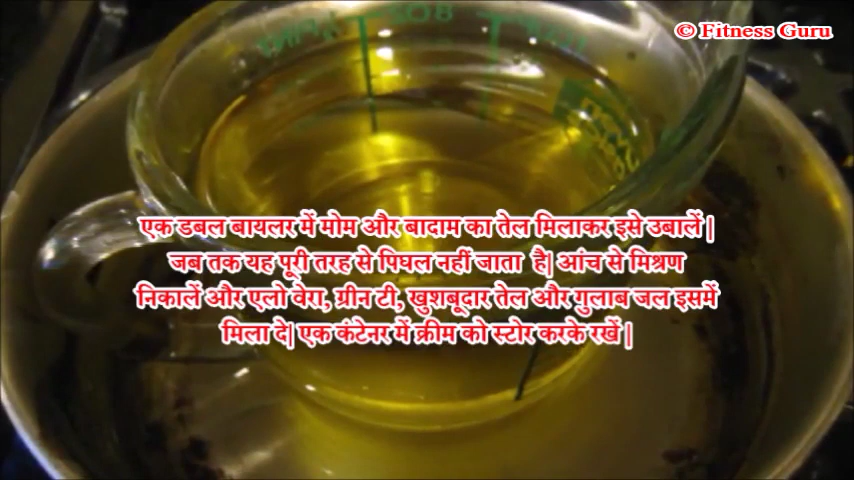 © Fitness Guru
एक डबल बायलर में मोम और बादाम का तेल मिलाकर इसे उबालें |
जब तक यह पूरी तरह से पिघल नहीं जाता है| आंच से मिश्रण
निकालें और एलो वेरा, ग्रीन टी, खुशबूदार तेल और गुलाब जल इसमें
मिला दे| एक कंटेनर में क्रीम को स्टोर करके रखें |